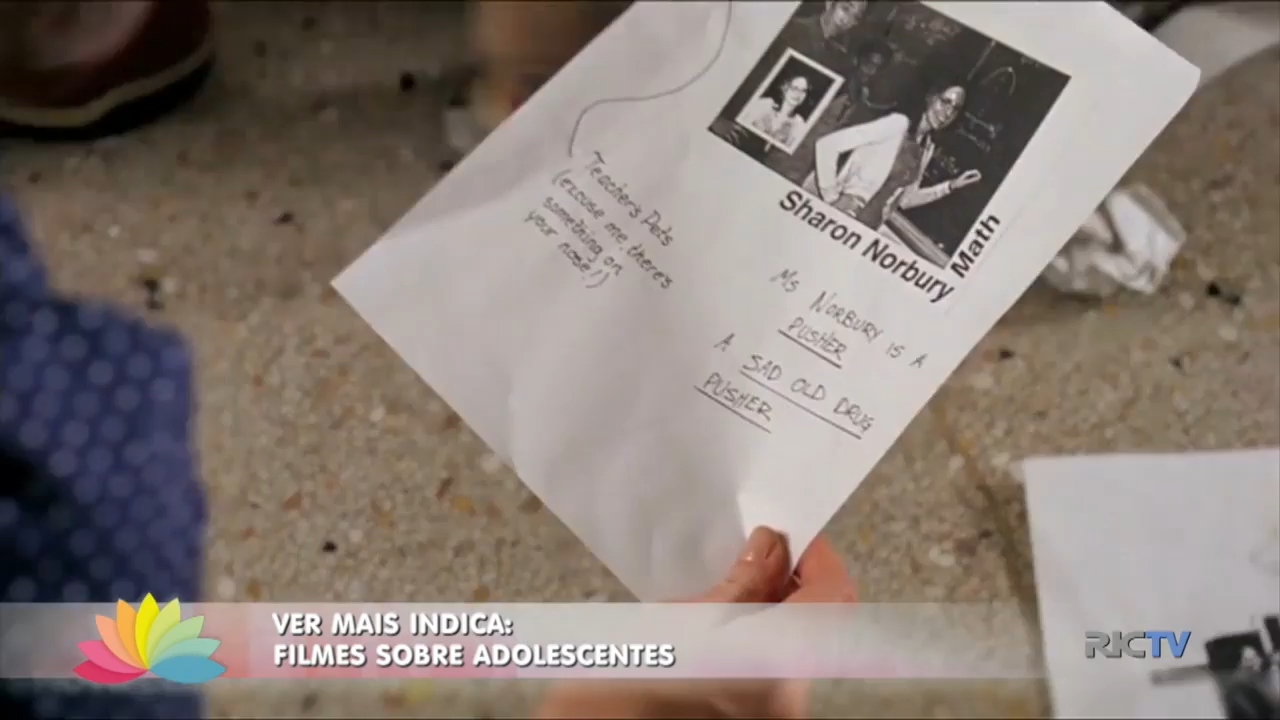 Teacher's Pets
(excuse me there's
something on
your nose!)
Sharon Norbury
Math
Ms NORBURY IS A
PUSHER
A SAD OLD DRUG
PUSHER
VER MAIS INDICA:
FILMES SOBRE ADOLESCENTES
RICTV